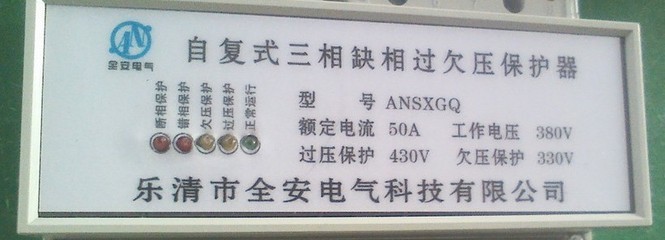 AN
全安电气
自复式三相缺相过欠压保护器
断相保护
错相保护
欠压保护
过压保护
正常运行
型 号 ANSXGQ
额定电流 50A 工作电压 380V
过压保护 430V 欠压保护 330V
乐清市全安电气科技有限公司